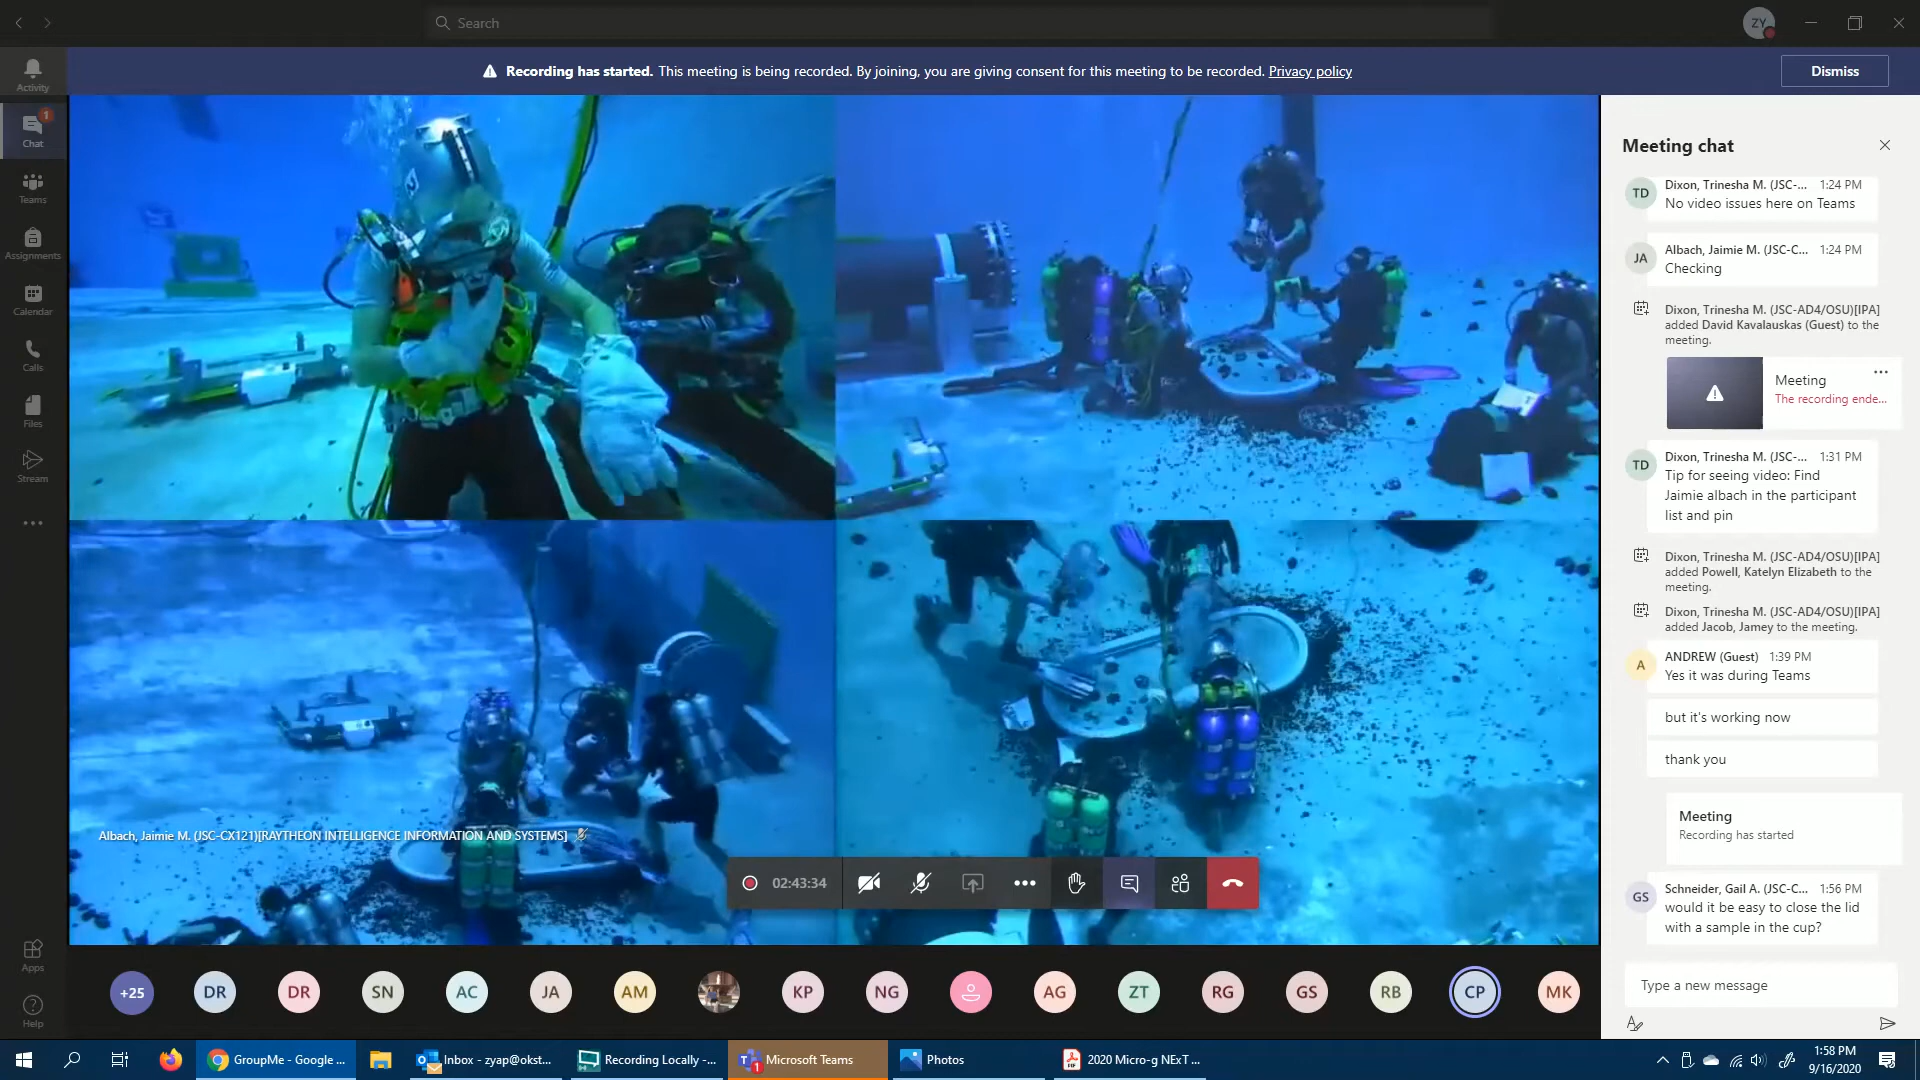 Search
ZY
Recording has started. This meeting is being recorded. By joining, you are giving consent for this meeting to be recorded. Privacy policy
Dismiss
Activity
1
Chat
Teams
Assignments
Calendar
Calls
Files
Stream
Apps
Help
Albach, Jaimie M. (JSC-CX121)[RAYTHEON INTELLIGENCE INFORMATION AND SYSTEMS]
02:43:34
+25
DR
DR
SN
AC
JA
AM
KP
NG
AG
ZT
RG
GS
RB
CP
MK
Meeting chat
TD
Dixon, Trinesha M. (JSC-... 1:24 PM
No video issues here on Teams
JA
Albach, Jaimie M. (JSC-C... 1:24 PM
Checking
Dixon, Trinesha M. (JSC-AD4/OSU)[IPA]
added David Kavalauskas (Guest) to the
meeting.
Meeting
The recording ende...
TD
Dixon, Trinesha M. (JSC-... 1:31 PM
Tip for seeing video: Find
Jaimie albach in the participant
list and pin
Dixon, Trinesha M. (JSC-AD4/OSU)[IPA]
added Powell, Katelyn Elizabeth to the
meeting.
Dixon, Trinesha M. (JSC-AD4/OSU)[IPA]
added Jacob, Jamey to the meeting.
A
ANDREW (Guest) 1:39 PM
Yes it was during Teams
but it's working now
thank you
Meeting
Recording has started
GS
Schneider, Gail A. (JSC-C... 1:56 PM
would it be easy to close the lid
with a sample in the cup?
Type a new message
GroupMe - Google ...
Inbox - zyap@okst...
Recording Locally -...
1
Microsoft Teams
Photos
2020 Micro-g NExT ...
1:58 PM
9/16/2020